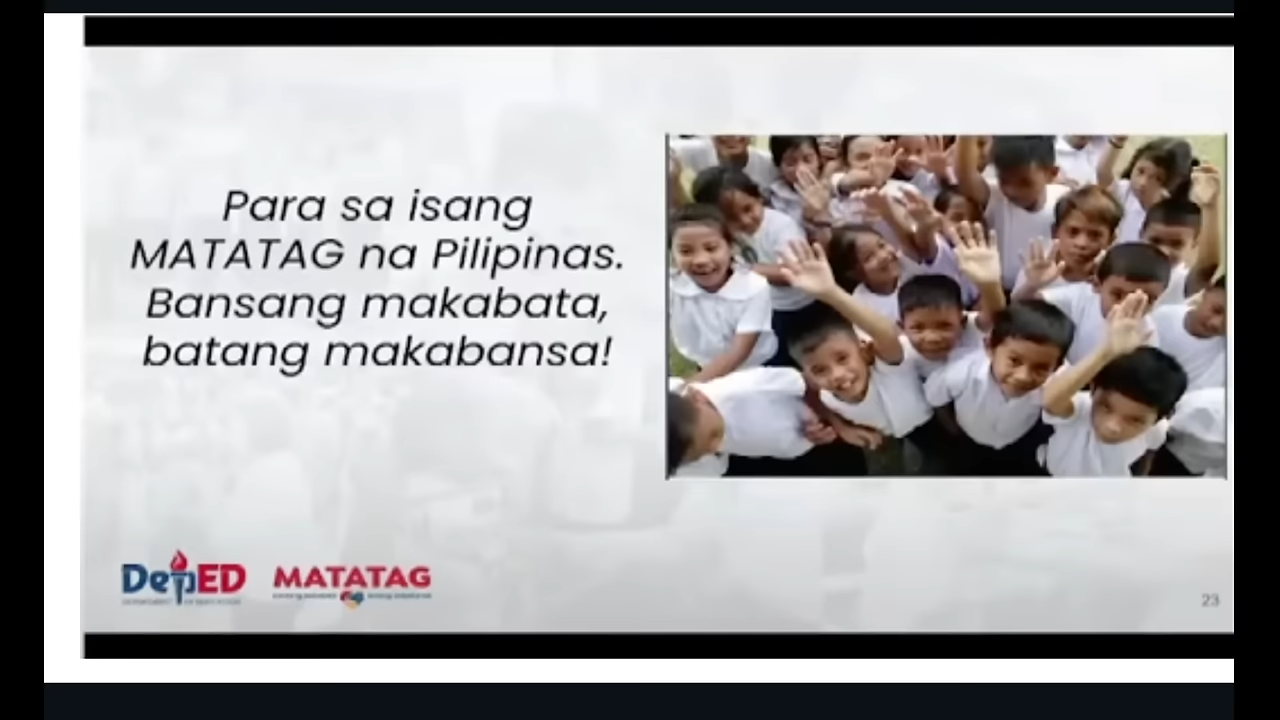 Para sa isang
MATATAG na Pilipinas.
Bansang makabata,
batang makabansa!
DepED
MATATAG
23